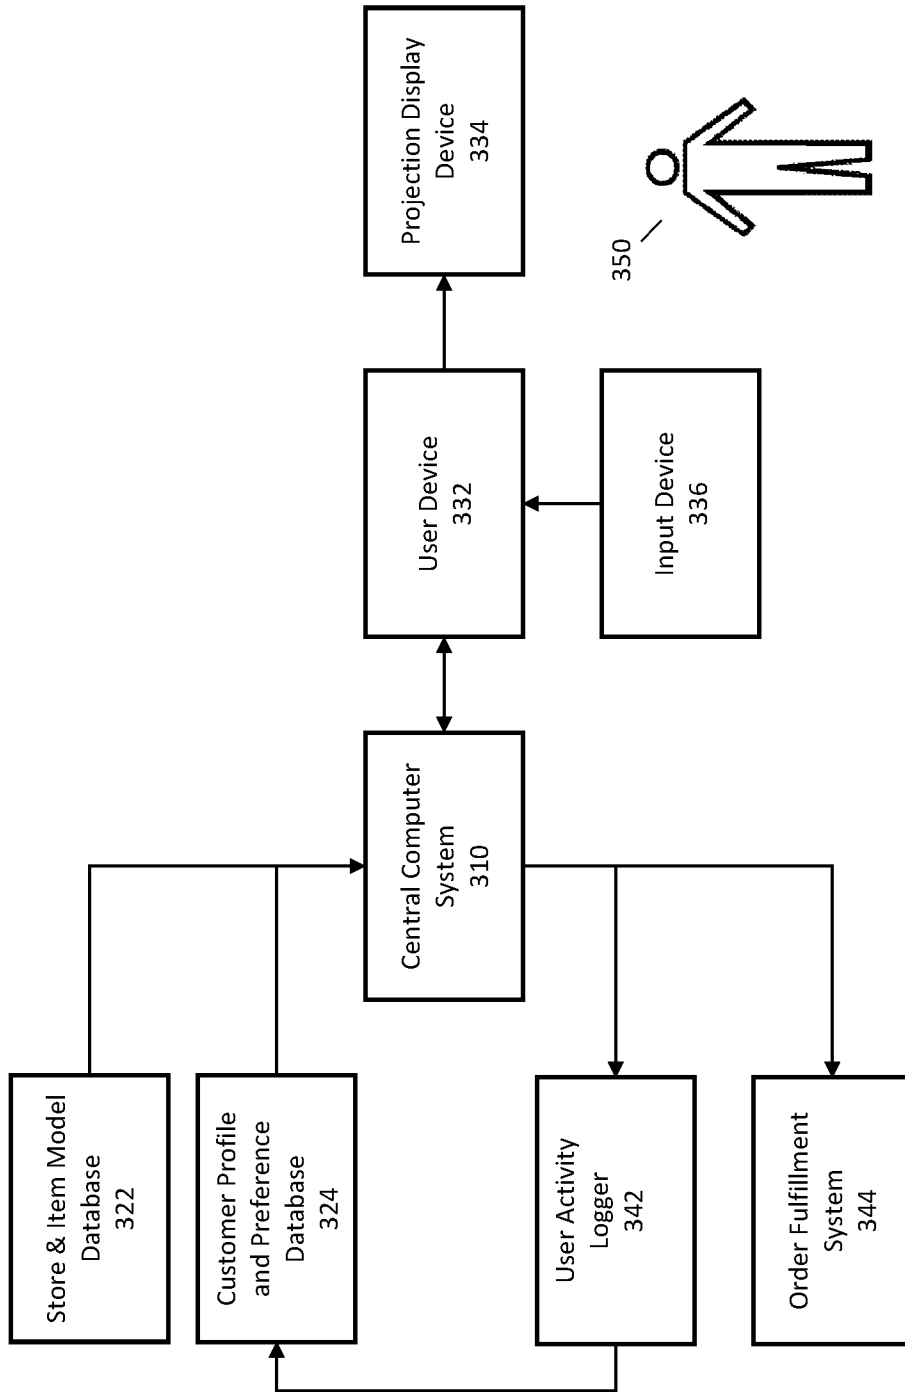 Store & Item Model
Database
322
Customer Profile
and Preference
Database
324
User Activity
Logger
342
Order Fulfillment
System
344
Central Computer
System
310
User Device
332
Input Device
336
Projection Display
Device
334
350